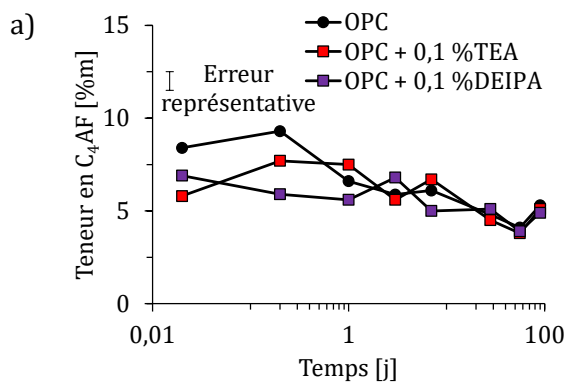 a)
OPC
OPC + 0,1 %TEA
OPC + 0,1 %DEIPA
Erreur
représentative
Teneur en C₄AF [%m]
15
10
5
0
0,01
1
100
Temps [j]